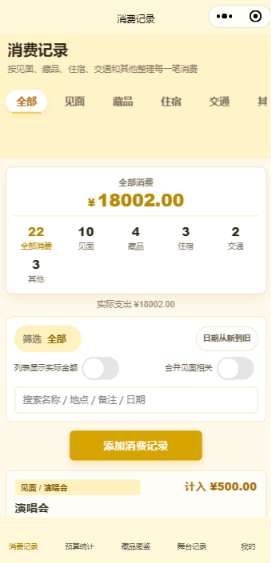 消费记录
消费记录
按见面、藏品、住宿、交通和其他整理每一笔消费
全部 见面 藏品 住宿 交通 其
全部消费
¥18002.00
22 10 4 3 2
全部消费 见面 藏品 住宿 交通
3
其他
实际支出 ¥18002.00
筛选 全部 日期从新到旧
列表显示实际金额 合并见面相关
搜索名称 / 地点 / 备注 / 日期
添加消费记录
见面 / 演唱会 计入 ¥500.00
演唱会
消费记录 预算统计 藏品图鉴 舞台记录 我的